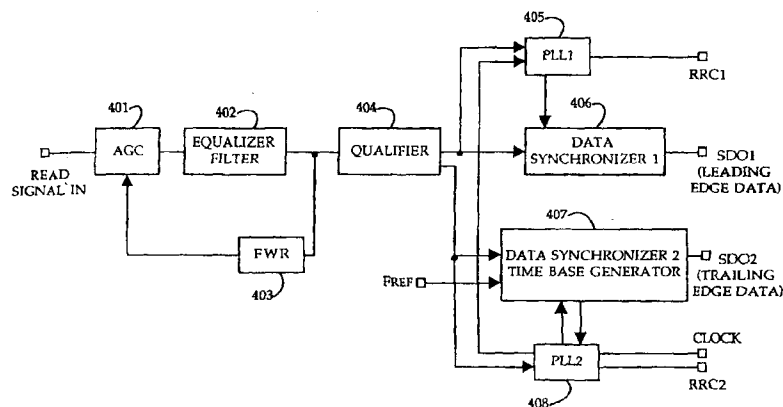 405
PLL1
RRC1
401
402
404
406
AGC
EQUALIZER
FILTER
QUALIFIER
DATA
SYNCHRONIZER 1
SDO1
(LEADING
EDGE DATA)
READ
SIGNAL IN
407
FWR
403
DATA SYNCHRONIZER 2
TIME BASE GENERATOR
SDO2
(TRAILING
EDGE DATA)
FREF
CLOCK
PLL2
RRC2
408